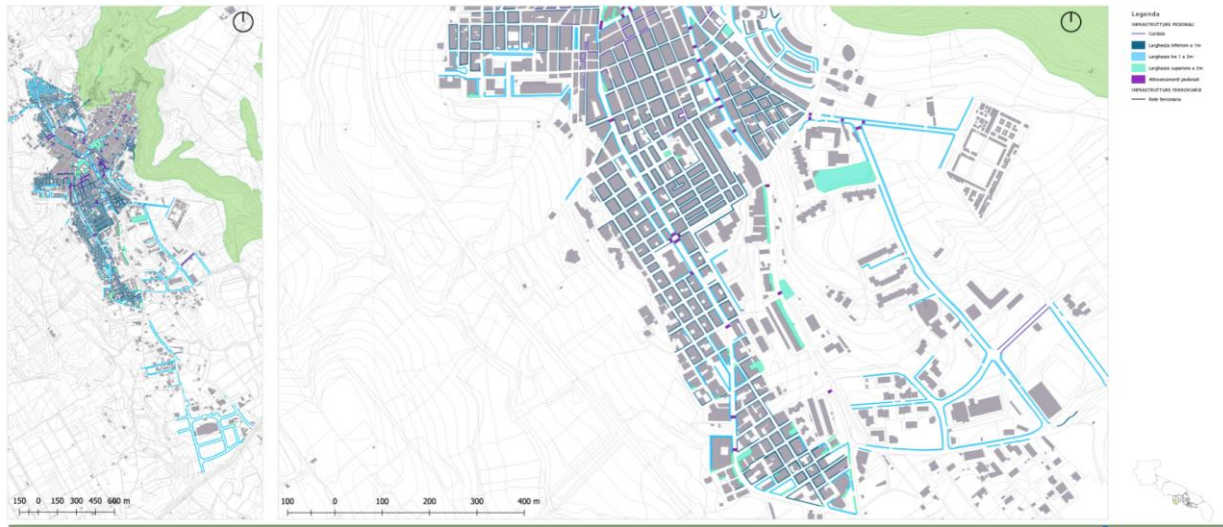 Legenda
INFRASTRUTTURE PEDONALI
Cordolo
Larghezza inferiore a 1m
Larghezza tra 1 e 3m
Larghezza superiore a 3m
Attraversamenti pedonali
INFRASTRUTTURE FERROVIARIE
Rete ferroviaria
150 0 150 300 450 600 m
100 0 100 200 300 400 m